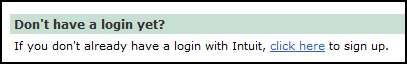 Don't have a login yet?
If you don't already have a login with Intuit, click here to sign up.